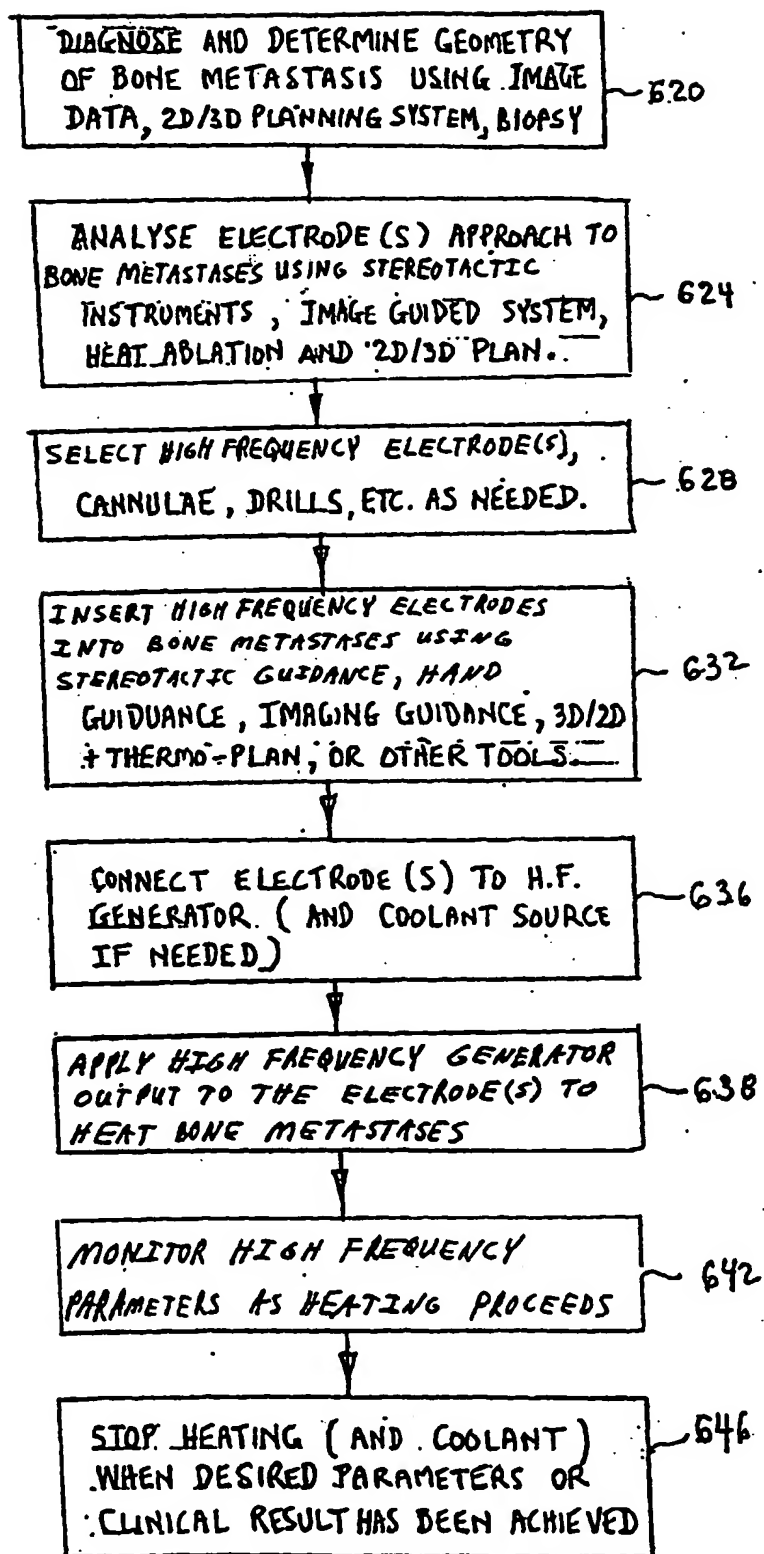 DIAGNOSE AND DETERMINE GEOMETRY
OF BONE METASTASIS USING IMAGE
DATA, 2D/3D PLANNING SYSTEM, BIOPSY
620
ANALYSE ELECTRODE(S) APPROACH TO
BONE METASTASES USING STEREOTACTIC
INSTRUMENTS, IMAGE GUIDED SYSTEM,
HEAT ABLATION AND 2D/3D PLAN.
624
SELECT HIGH FREQUENCY ELECTRODE(S),
CANNULAE, DRILLS, ETC. AS NEEDED.
628
INSERT HIGH FREQUENCY ELECTRODES
INTO BONE METASTASES USING
STEREOTACTIC GUIDANCE, HAND
GUIDUANCE, IMAGING GUIDANCE, 3D/2D
+ THERMO-PLAN, OR OTHER TOOLS.
632
CONNECT ELECTRODE(S) TO H.F.
GENERATOR. (AND COOLANT SOURCE
IF NEEDED)
636
APPLY HIGH FREQUENCY GENERATOR
OUTPUT TO THE ELECTRODE(S) TO
HEAT BONE METASTASES
638
MONITOR HIGH FREQUENCY
PARAMETERS AS HEATING PROCEEDS
642
STOP HEATING (AND COOLANT)
WHEN DESIRED PARAMETERS OR
CLINICAL RESULT HAS BEEN ACHIEVED
646